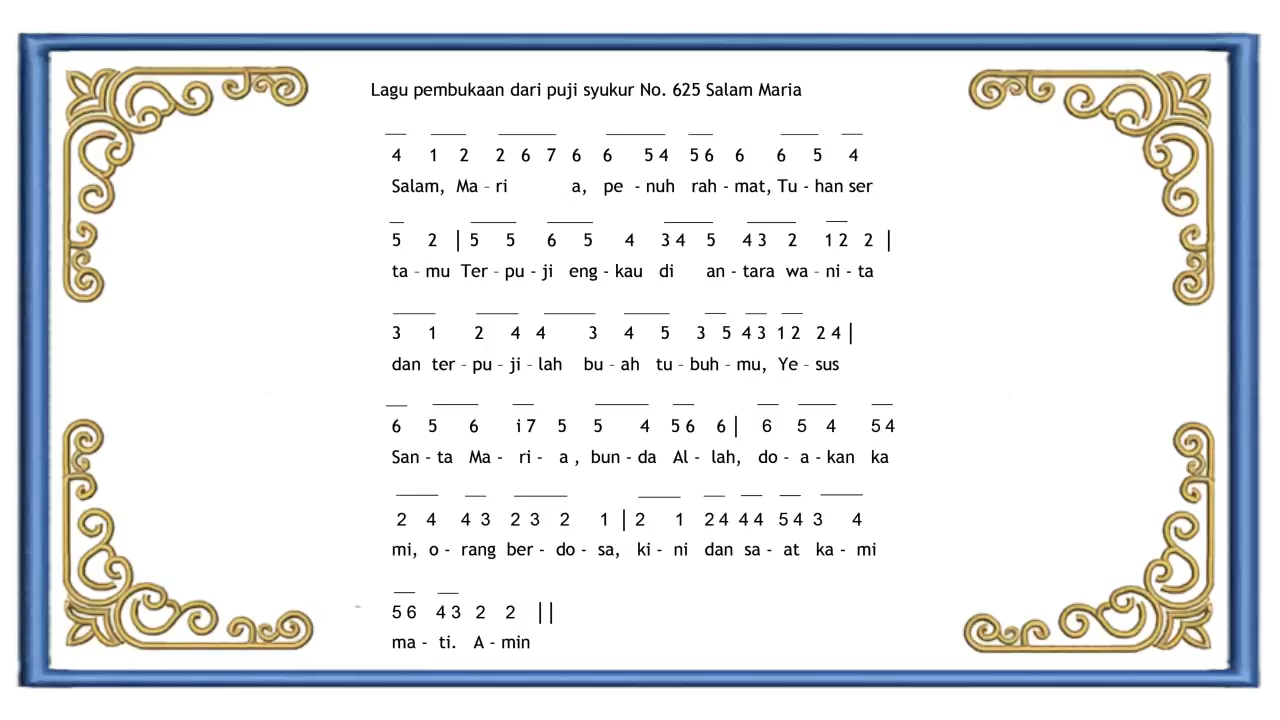 Lagu pembukaan dari puji syukur No. 625 Salam Maria
4 1 2 2 6 7 6 6 5 4 5 6 6 6 5 4
Salam, Ma – ri a, pe - nuh rah - mat, Tu - han ser
5 2 | 5 5 6 5 4 3 4 5 4 3 2 1 2 2 |
ta – mu Ter – pu - ji eng - kau di an - tara wa – ni - ta
3 1 2 4 4 3 4 5 3 5 4 3 1 2 2 4 |
dan ter – pu – ji – lah bu – ah tu – buh – mu, Ye – sus
6 5 6 i 7 5 5 4 5 6 6 | 6 5 4 5 4
San - ta Ma - ri - a , bun - da Al - lah, do - a - kan ka
2 4 4 3 2 3 2 1 | 2 1 2 4 4 4 5 4 3 4
mi, o - rang ber - do - sa, ki - ni dan sa - at ka - mi
5 6 4 3 2 2 ||
ma - ti. A - min